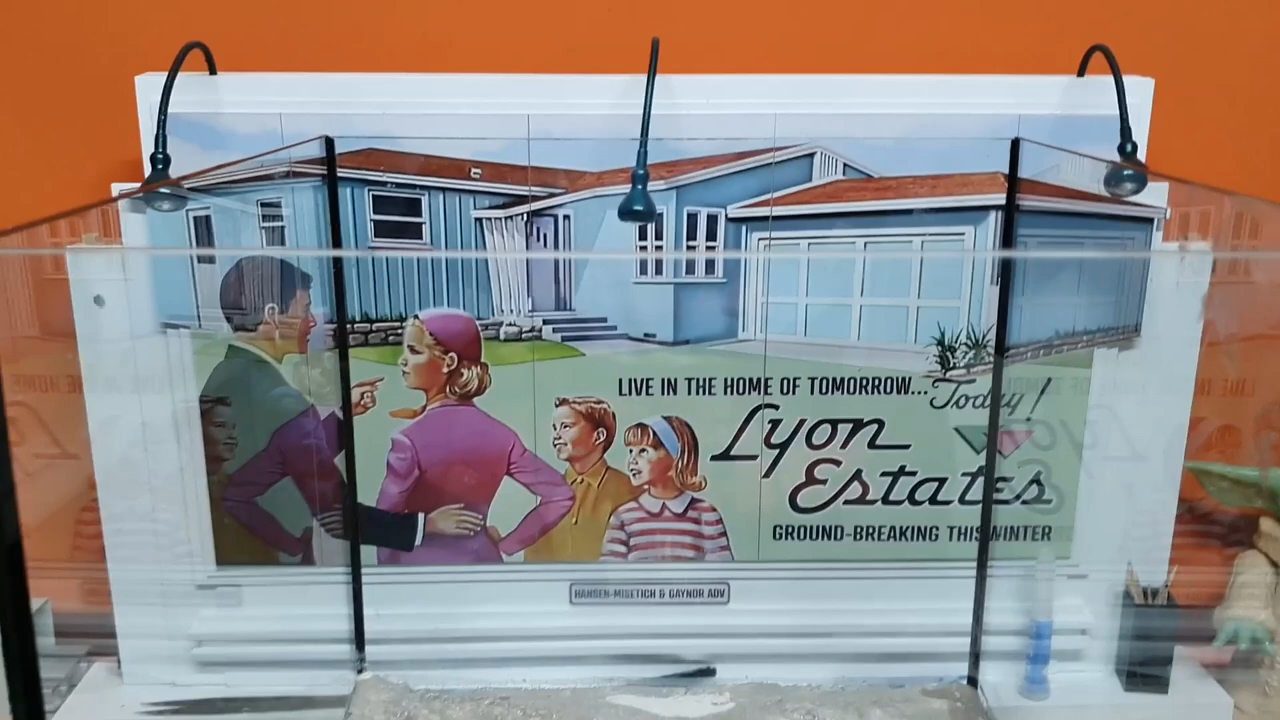 LIVE IN THE HOME OF TOMORROW... Today!
Lyon
Estates
GROUND-BREAKING THIS WINTER
HANSEN-MISETICH & GAYNOR ADV